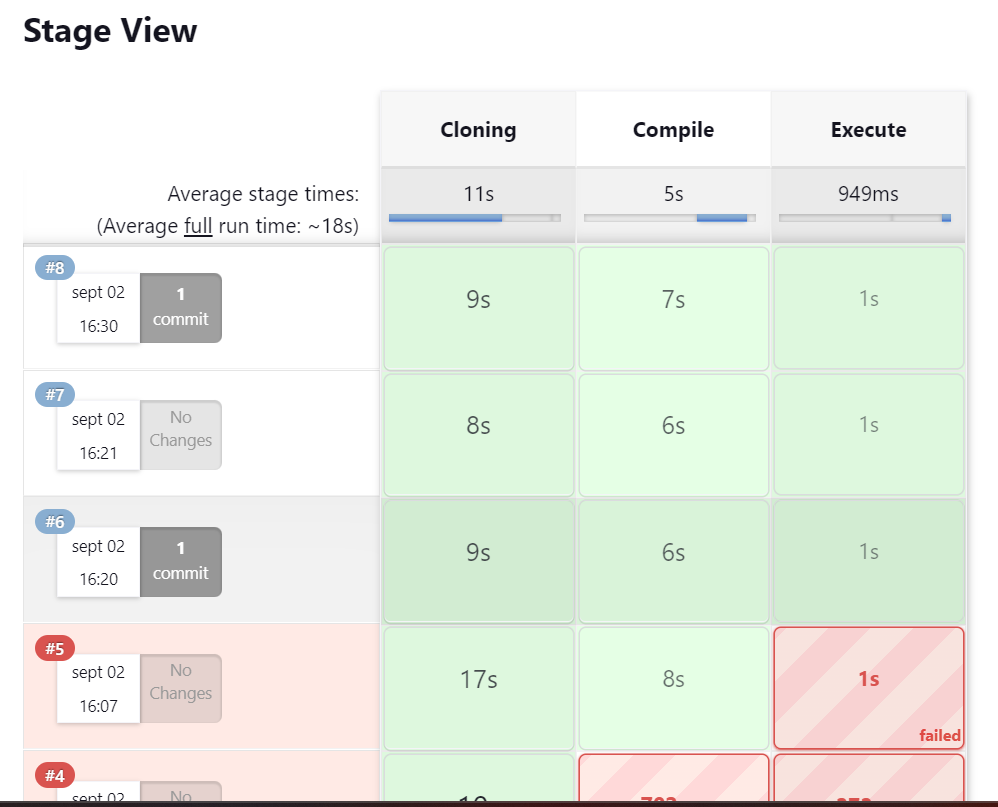 Stage View
Cloning Compile Execute
Average stage times:
(Average full run time: ~18s)
11s 5s 949ms
#8
sept 02
16:30
1
commit
9s 7s 1s
#7
sept 02
16:21
No
Changes
8s 6s 1s
#6
sept 02
16:20
1
commit
9s 6s 1s
#5
sept 02
16:07
No
Changes
17s 8s 1s
failed
#4
sept 02
No